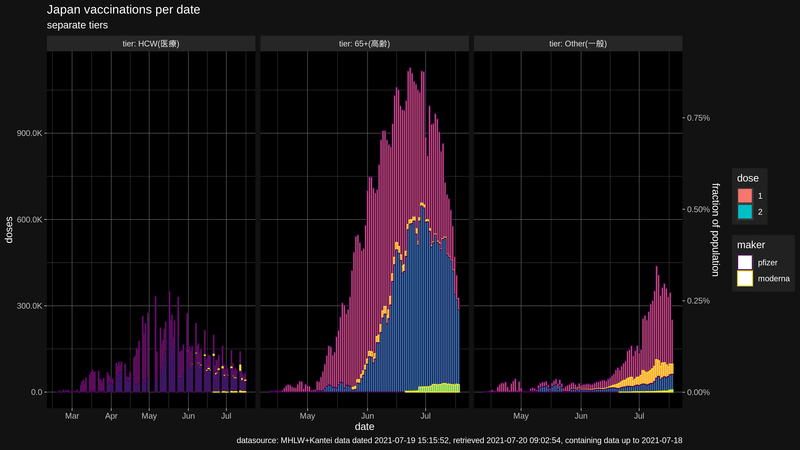 Japan vaccinations per date
separate tiers
tier: HCW(医療)
tier: 65+(高齢)
tier: Other(一般)
doses
900.0K
600.0K
300.0K
0.0
0.75%
0.50%
0.25%
0.00%
fraction of population
Mar Apr May Jun Jul
May Jun Jul
May Jun Jul
date
dose
1
2
maker
pfizer
moderna
datasource: MHLW+Kantei data dated 2021-07-19 15:15:52, retrieved 2021-07-20 09:02:54, containing data up to 2021-07-18